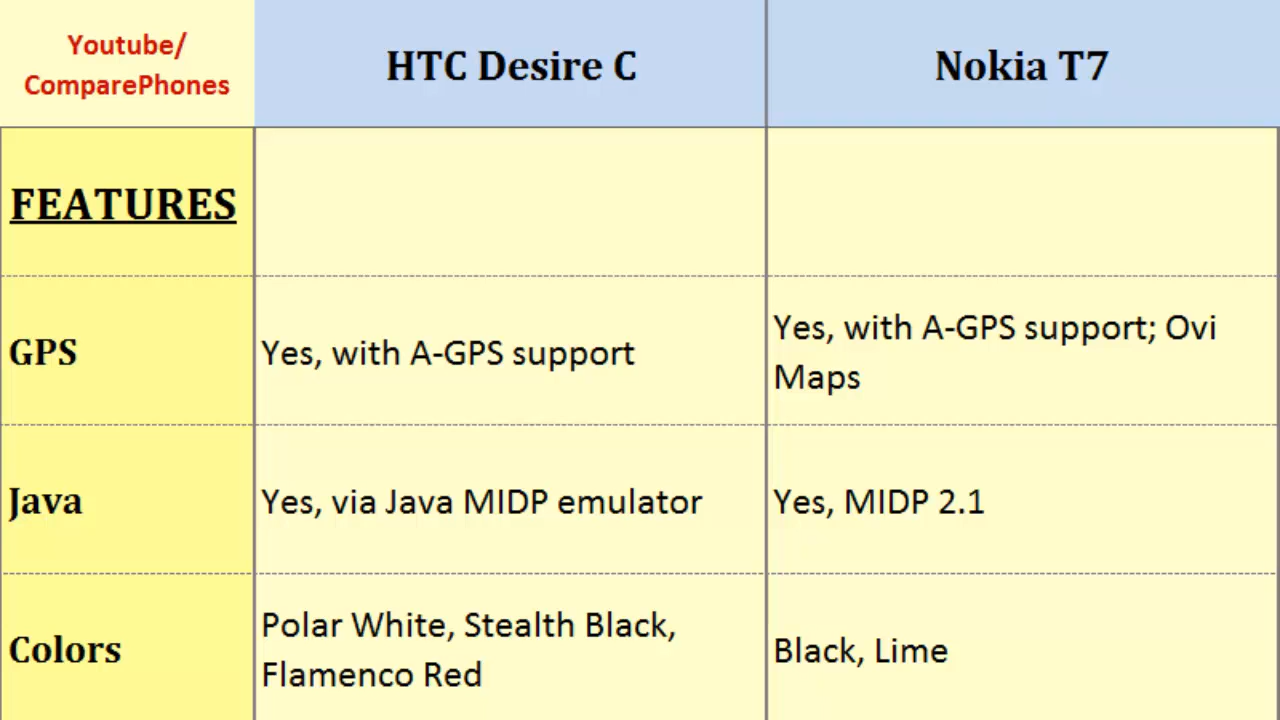 Youtube/
ComparePhones
HTC Desire C
Nokia T7
FEATURES
GPS
Yes, with A-GPS support
Yes, with A-GPS support; Ovi
Maps
Java
Yes, via Java MIDP emulator
Yes, MIDP 2.1
Colors
Polar White, Stealth Black,
Flamenco Red
Black, Lime